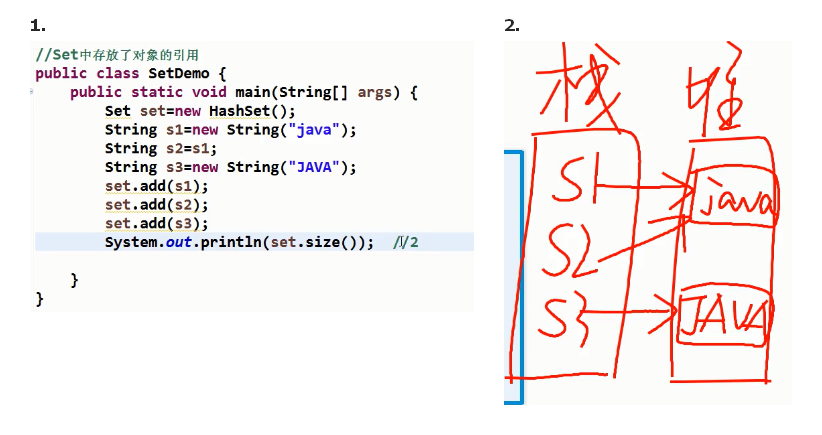 1.
//Set中存放了对象的引用
public class SetDemo {
public static void main(String[] args) {
Set set=new HashSet();
String s1=new String("java");
String s2=s1;
String s3=new String("JAVA");
set.add(s1);
set.add(s2);
set.add(s3);
System.out.println(set.size()); //2
}
}
2.
栈 堆
S1 java
S2
S3 JAVA